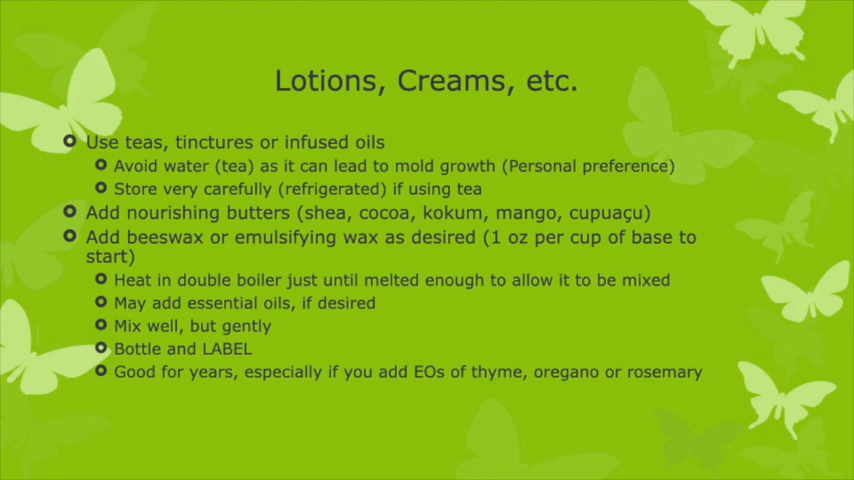 Lotions, Creams, etc.
Use teas, tinctures or infused oils
Avoid water (tea) as it can lead to mold growth (Personal preference)
Store very carefully (refrigerated) if using tea
Add nourishing butters (shea, cocoa, kokum, mango, cupuaçu)
Add beeswax or emulsifying wax as desired (1 oz per cup of base to
start)
Heat in double boiler just until melted enough to allow it to be mixed
May add essential oils, if desired
Mix well, but gently
Bottle and LABEL
Good for years, especially if you add EOs of thyme, oregano or rosemary